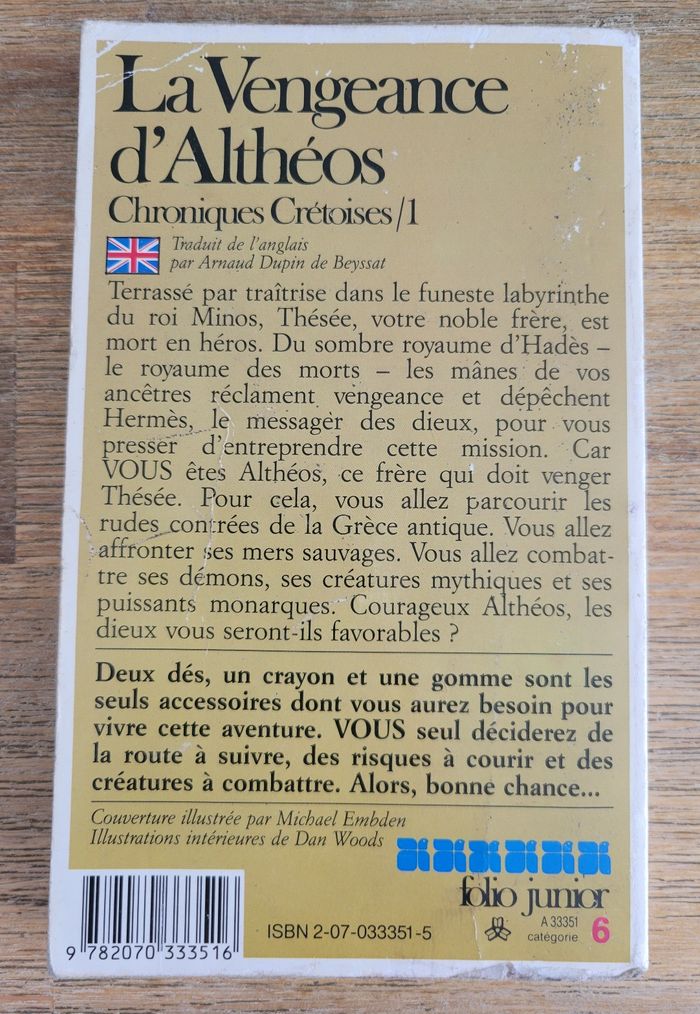 La Vengeance
d'Althéos
Chroniques Crétoises/1
Traduit de l'anglais
par Arnaud Dupin de Beyssat
Terrassé par traîtrise dans le funeste labyrinthe
du roi Minos, Thésée, votre noble frère, est
mort en héros. Du sombre royaume d'Hadès –
le royaume des morts – les mânes de vos
ancêtres réclament vengeance et dépêchent
Hermès, le messager des dieux, pour vous
presser d'entreprendre cette mission. Car
VOUS êtes Althéos, ce frère qui doit venger
Thésée. Pour cela, vous allez parcourir les
rudes contrées de la Grèce antique. Vous allez
affronter ses mers sauvages. Vous allez combat-
tre ses démons, ses créatures mythiques et ses
puissants monarques. Courageux Althéos, les
dieux vous seront-ils favorables ?
Deux dés, un crayon et une gomme sont les
seuls accessoires dont vous aurez besoin pour
vivre cette aventure. VOUS seul déciderez de
la route à suivre, des risques à courir et des
créatures à combattre. Alors, bonne chance...
Couverture illustrée par Michael Embden
Illustrations intérieures de Dan Woods
folio junior
A 33351
catégorie 6
ISBN 2-07-033351-5
9 782070 333516